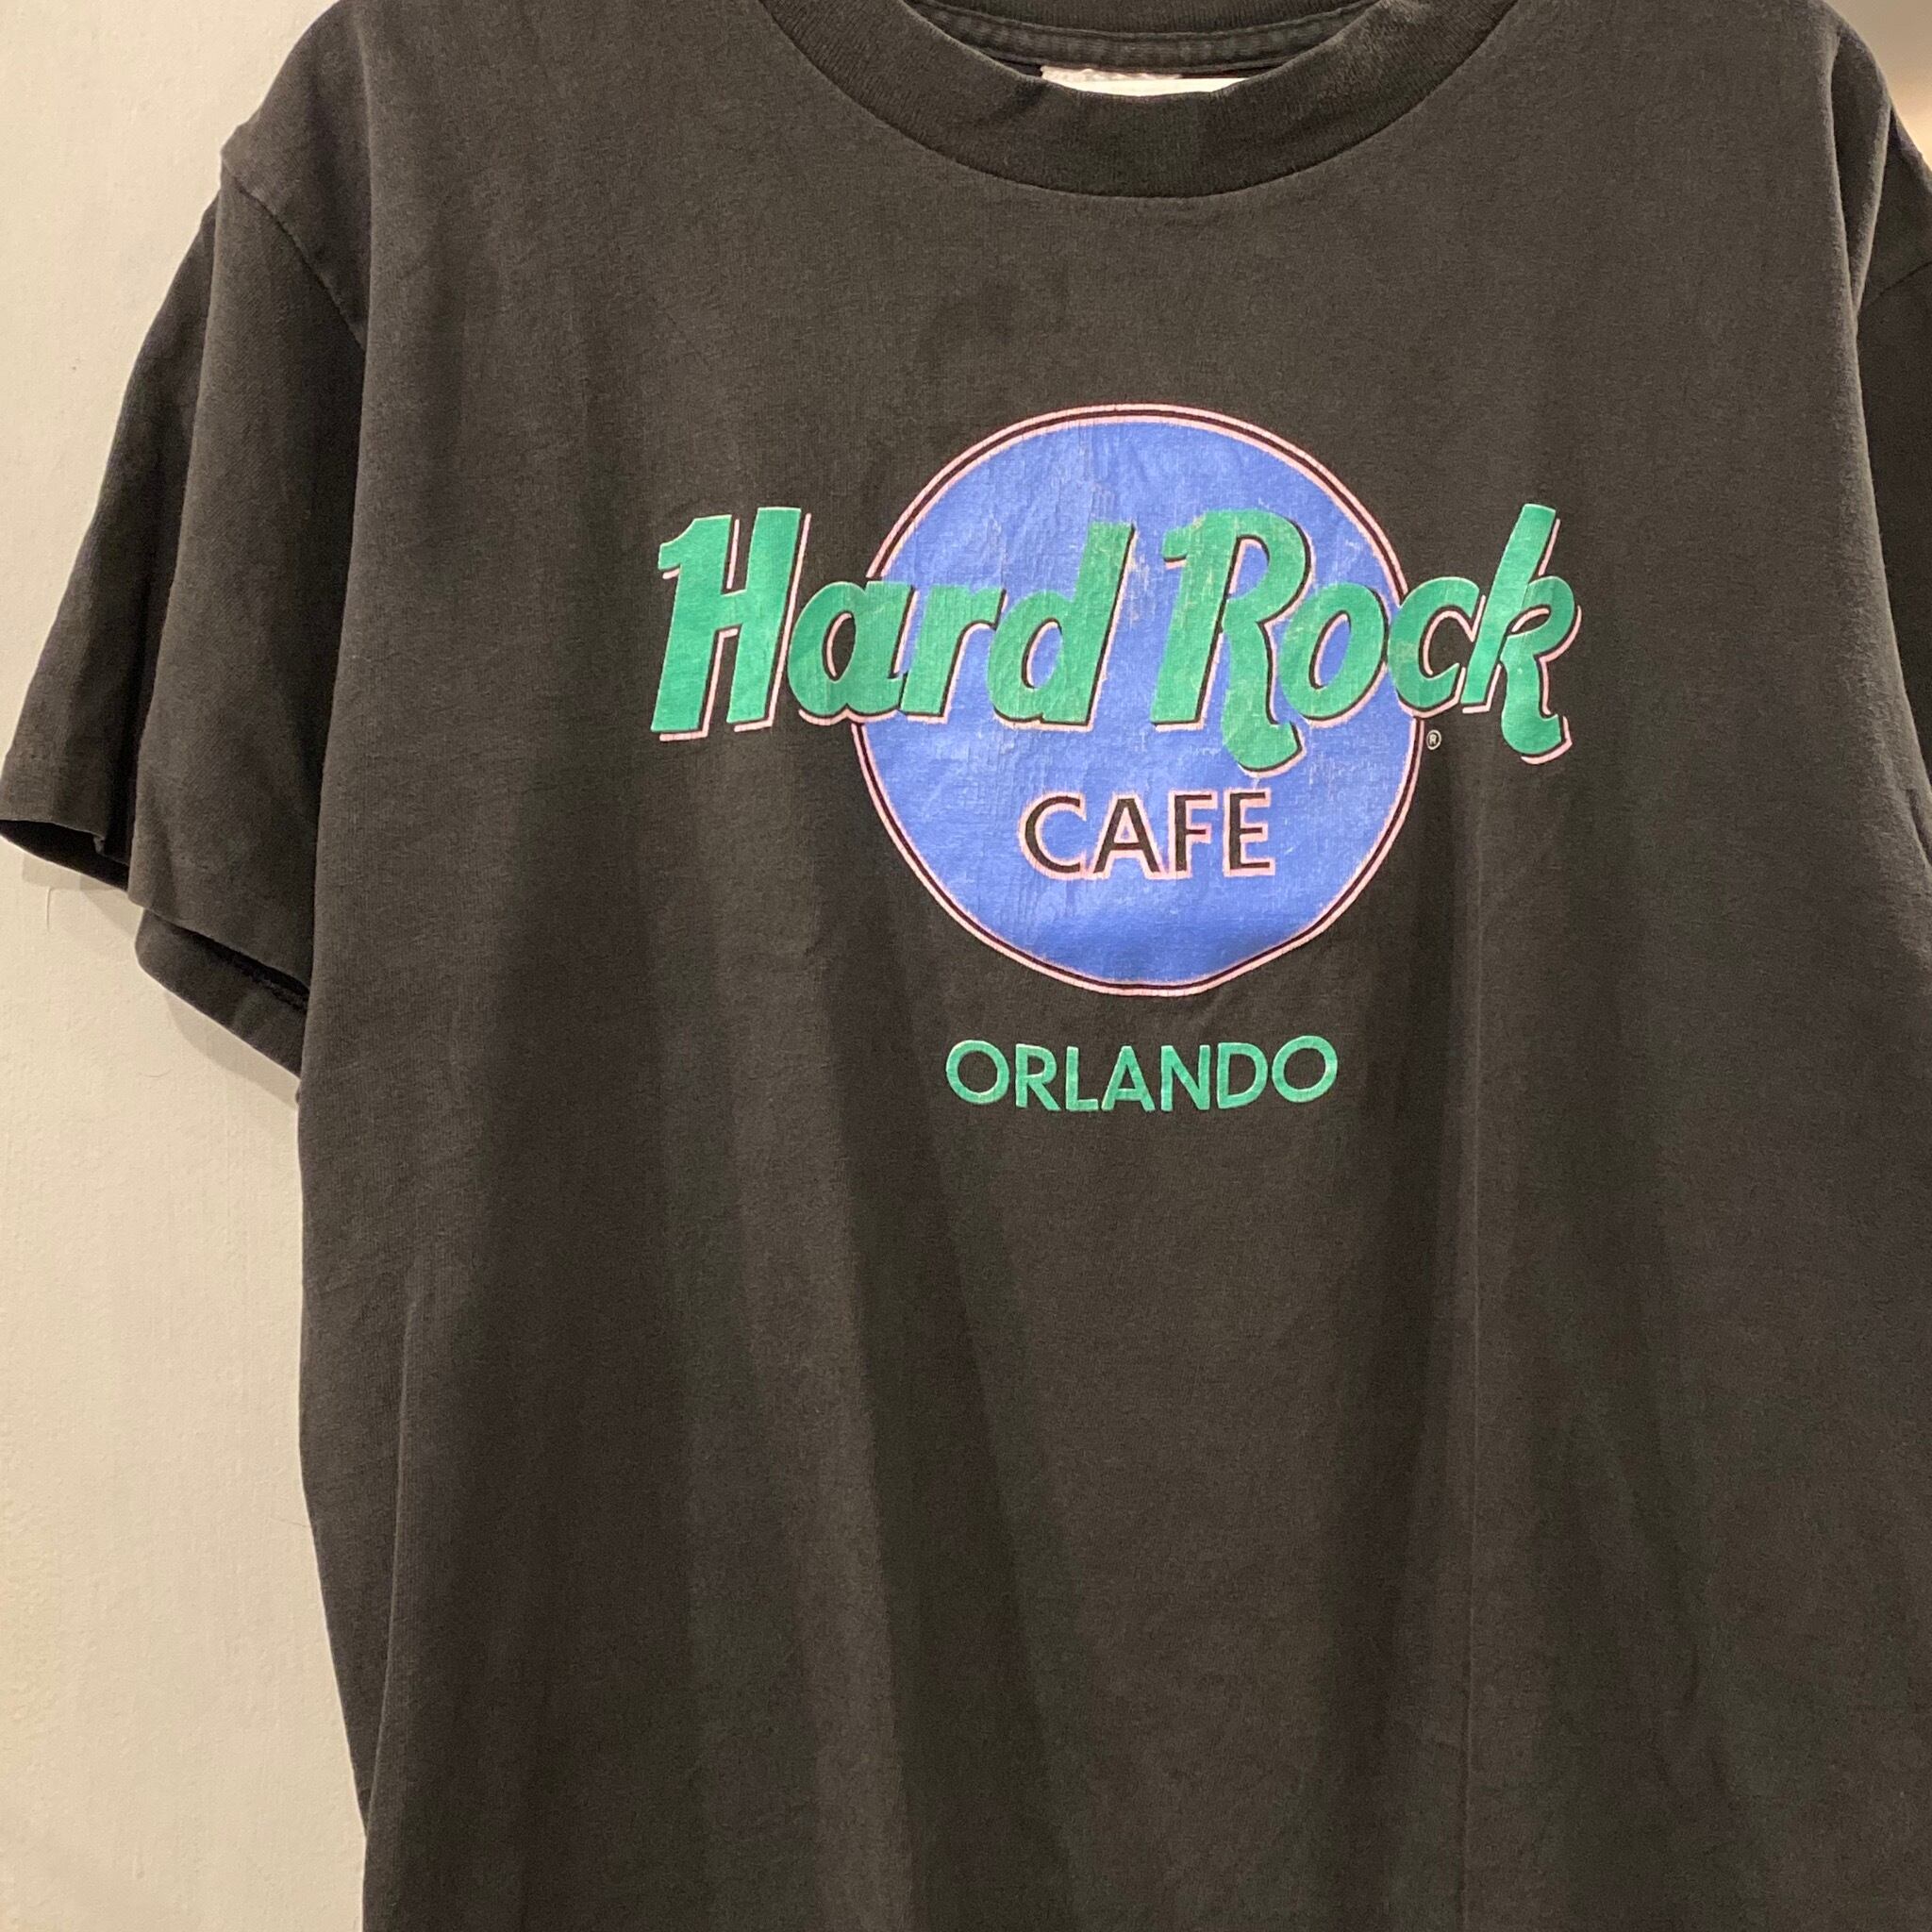 Hard Rock
®
CAFE
ORLANDO